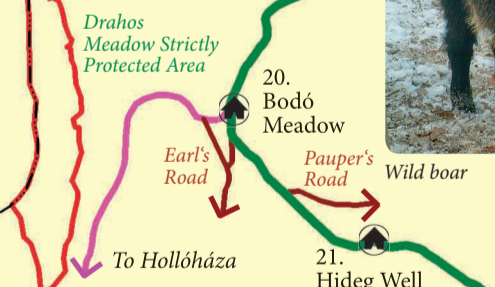 Drahos
Meadow Strictly
Protected Area
20.
Bodó
Meadow
Earl's
Road
Pauper's
Road
Wild boar
To Hollóháza
21.
Hideg Well